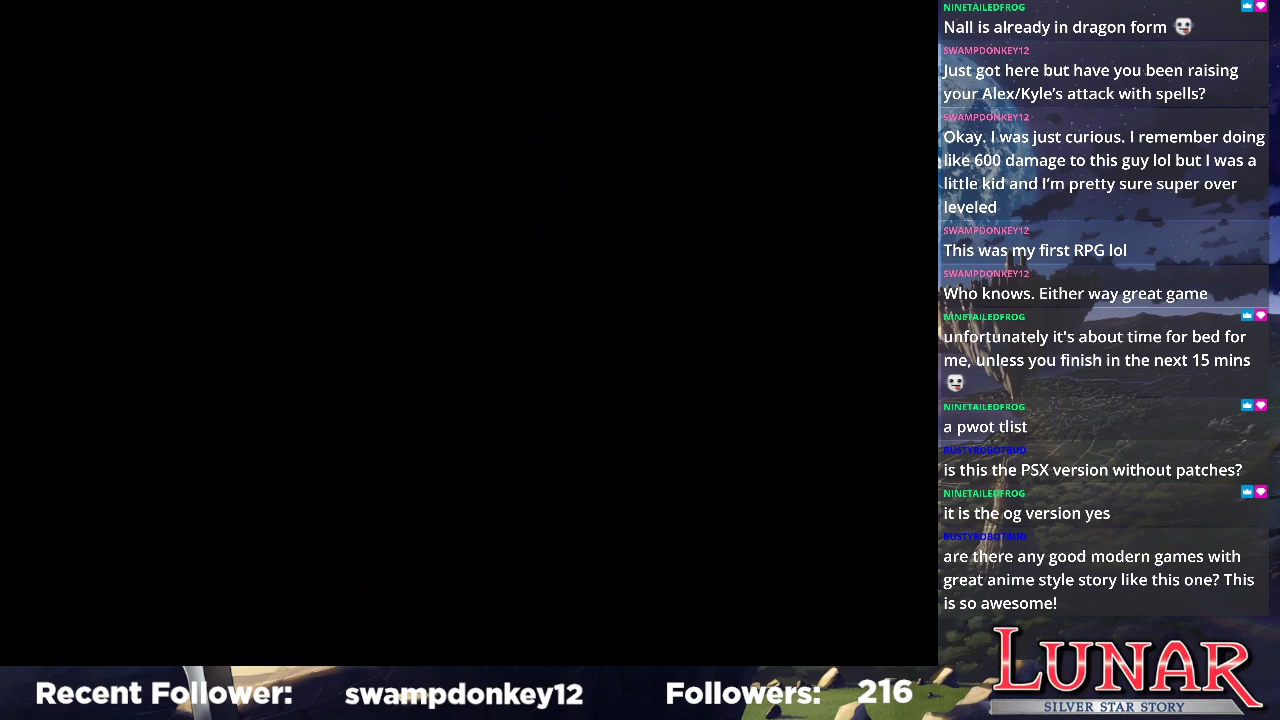 NINETAILEDFROG
Nall is already in dragon form
SWAMPDONKEY12
Just got here but have you been raising
your Alex/Kyle's attack with spells?
SWAMPDONKEY12
Okay. I was just curious. I remember doing
like 600 damage to this guy lol but I was a
little kid and I'm pretty sure super over
leveled
SWAMPDONKEY12
This was my first RPG lol
SWAMPDONKEY12
Who knows. Either way great game
NINETAILEDFROG
unfortunately it's about time for bed for
me, unless you finish in the next 15 mins
NINETAILEDFROG
a pwot tlist
RUSTYROBOTBUD
is this the PSX version without patches?
NINETAILEDFROG
it is the og version yes
RUSTYROBOTBUD
are there any good modern games with
great anime style story like this one? This
is so awesome!
LUNAR
SILVER STAR STORY
Recent Follower: swampdonkey12 Followers: 216